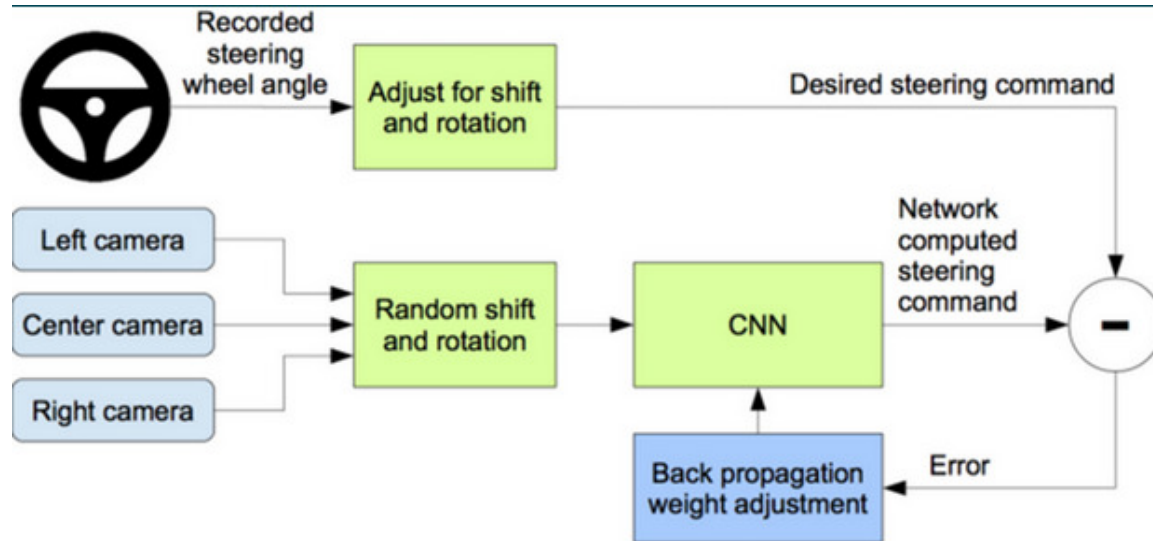 Recorded
steering
wheel angle
Adjust for shift
and rotation
Desired steering command
Left camera
Center camera
Right camera
Random shift
and rotation
CNN
Network
computed
steering
command
-
Back propagation
weight adjustment
Error